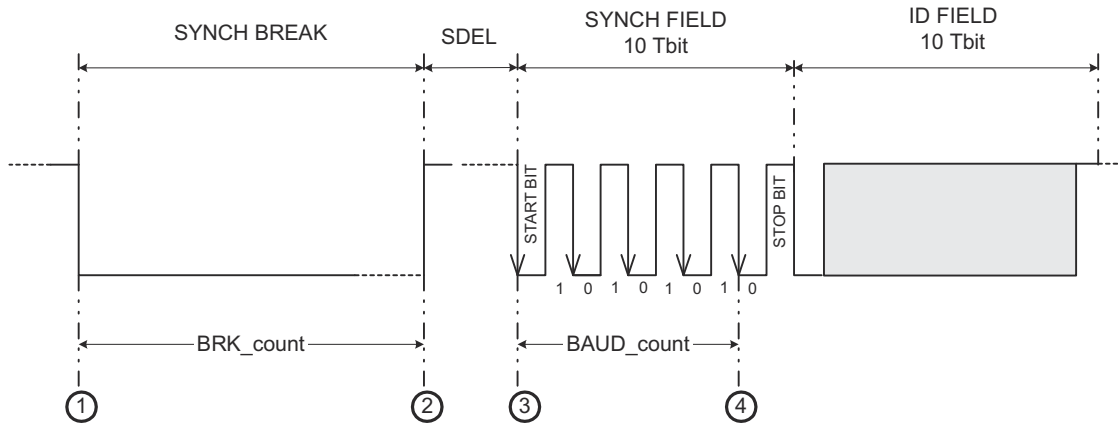 SYNCH BREAK
SDEL
SYNCH FIELD
10 Tbit
ID FIELD
10 Tbit
START BIT
STOP BIT
1 0 1 0 1 0 1 0
BRK_count
BAUD_count
1
2
3
4